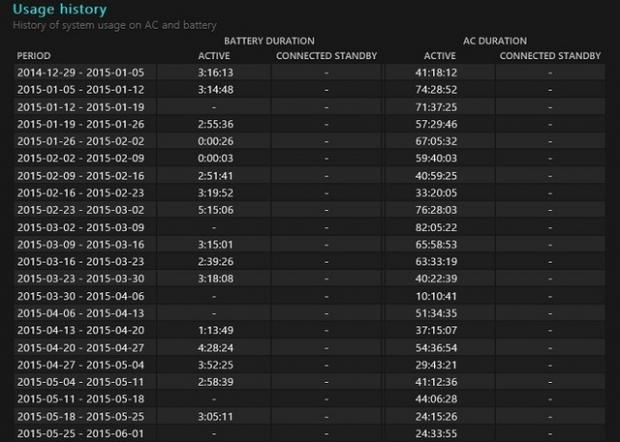 Usage history
History of system usage on AC and battery
BATTERY DURATION AC DURATION
PERIOD ACTIVE CONNECTED STANDBY ACTIVE CONNECTED STANDBY
2014-12-29 - 2015-01-05 3:16:13 - 41:18:12 -
2015-01-05 - 2015-01-12 3:14:48 - 74:28:52 -
2015-01-12 - 2015-01-19 - - 71:37:25 -
2015-01-19 - 2015-01-26 2:55:36 - 57:29:46 -
2015-01-26 - 2015-02-02 0:00:26 - 67:05:32 -
2015-02-02 - 2015-02-09 0:00:03 - 59:40:03 -
2015-02-09 - 2015-02-16 2:51:41 - 40:59:25 -
2015-02-16 - 2015-02-23 3:19:52 - 33:20:05 -
2015-02-23 - 2015-03-02 5:15:06 - 76:28:03 -
2015-03-02 - 2015-03-09 - - 82:05:22 -
2015-03-09 - 2015-03-16 3:15:01 - 65:58:53 -
2015-03-16 - 2015-03-23 2:39:26 - 63:33:19 -
2015-03-23 - 2015-03-30 3:18:08 - 40:22:39 -
2015-03-30 - 2015-04-06 - - 10:10:41 -
2015-04-06 - 2015-04-13 - - 51:34:35 -
2015-04-13 - 2015-04-20 1:13:49 - 37:15:07 -
2015-04-20 - 2015-04-27 4:28:24 - 54:36:54 -
2015-04-27 - 2015-05-04 3:52:25 - 29:43:21 -
2015-05-04 - 2015-05-11 2:58:39 - 41:12:36 -
2015-05-11 - 2015-05-18 - - 44:06:28 -
2015-05-18 - 2015-05-25 3:05:11 - 24:15:26 -
2015-05-25 - 2015-06-01 - - 24:33:55 -